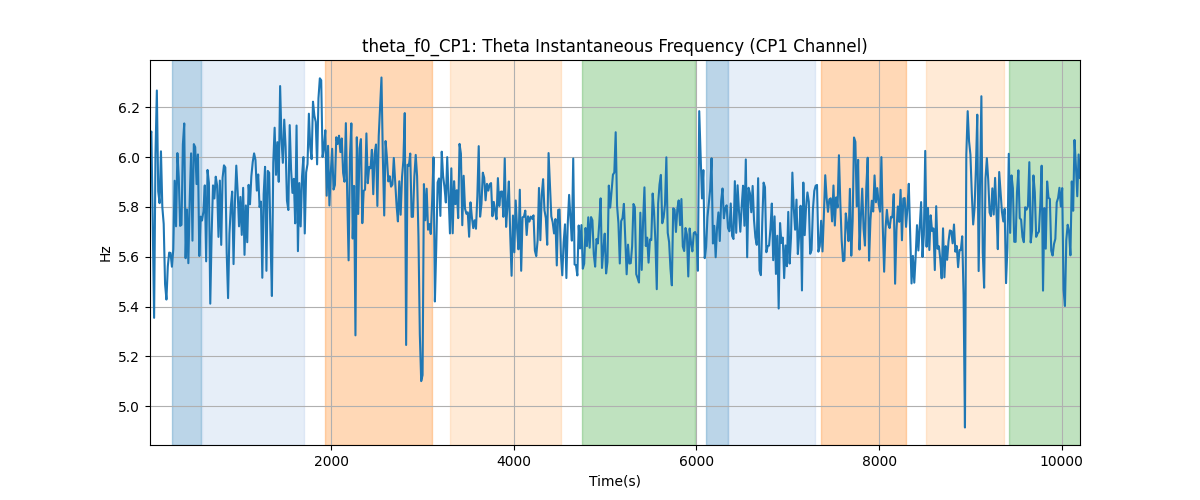 theta_f0_CP1: Theta Instantaneous Frequency (CP1 Channel)
Hz
6.2
6.0
5.8
5.6
5.4
5.2
5.0
2000 4000 6000 8000 10000
Time(s)